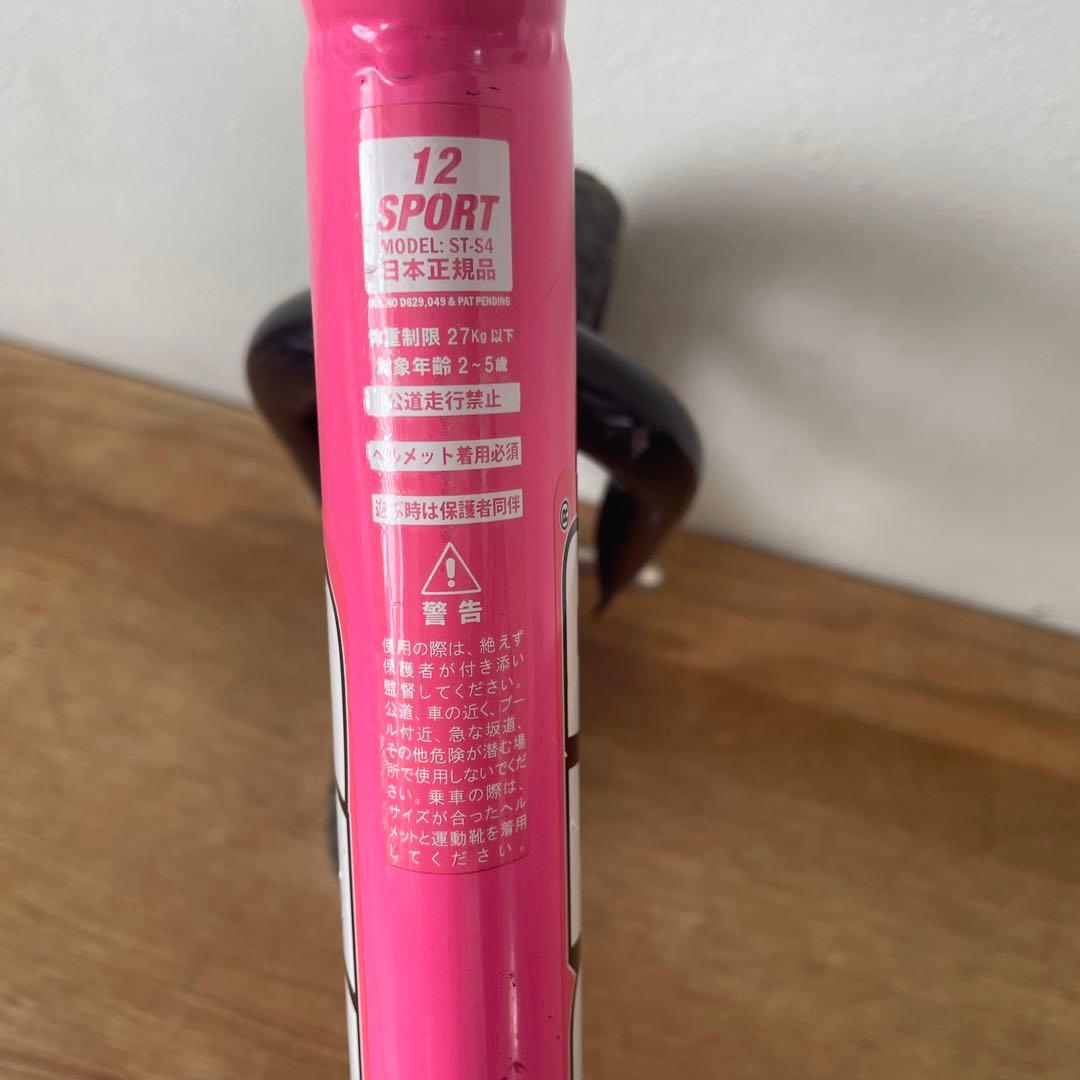 12
SPORT
MODEL: ST-S4
日本正規品
NO D629,049 & PAT PENDING
体重制限 27Kg 以下
対象年齢 2~5歳
公道走行禁止
ヘルメット着用必須
遊ぶ時は保護者同伴
警告
使用の際は、絶えず
保護者が付き添い
監督してください。
公道、車の近く、プー
ル付近、急な坂道、
その他危険が潜む場
所で使用しないでくだ
さい。乗車の際は、
サイズが合ったヘル
メットと運動靴を着用
してください。
®